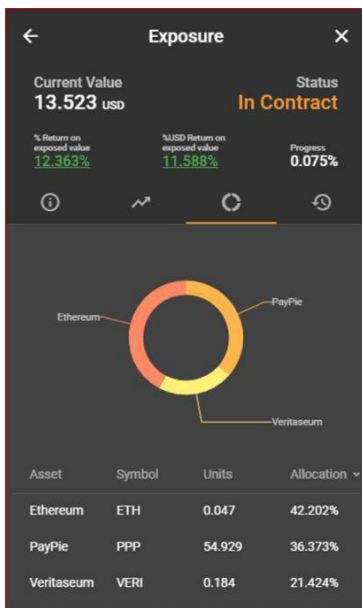 Exposure
Current Value
Status
13.523 USD
In Contract
% Return on
exposed value
12.363%
%USD Return on
exposed value
11.588%
Progress
0.075%
Ethereum
PayPie
Veritaseum
Asset Symbol Units Allocation
Ethereum ETH 0.047 42.202%
PayPie PPP 54.929 36.373%
Veritaseum VERI 0.184 21.424%